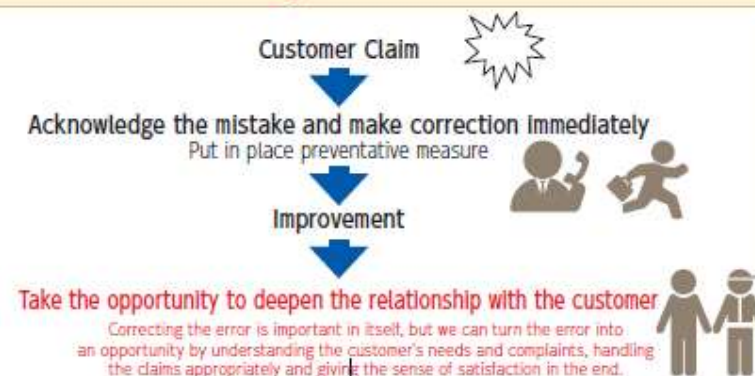 Customer Claim
Acknowledge the mistake and make correction immediately
Put in place preventative measure
Improvement
Take the opportunity to deepen the relationship with the customer
Correcting the error is important in itself, but we can turn the error into
an opportunity by understanding the customer's needs and complaints, handling
the claims appropriately and giving the sense of satisfaction in the end.